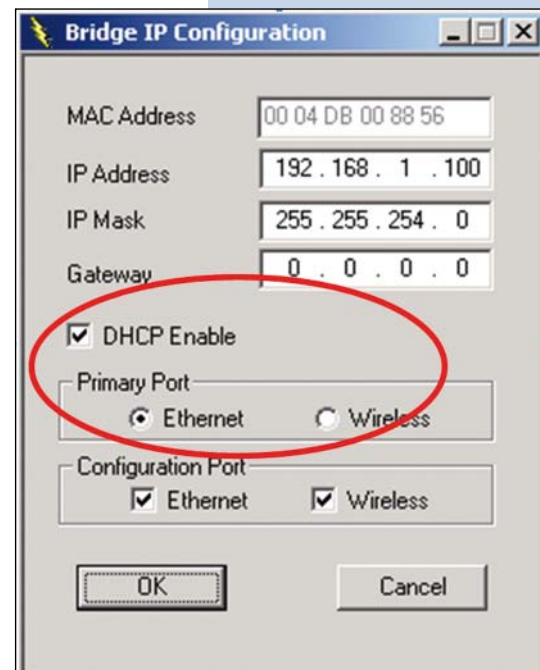 Bridge IP Configuration
MAC Address 00 04 DB 00 88 56
IP Address 192 . 168 . 1 . 100
IP Mask 255 . 255 . 254 . 0
Gateway 0 . 0 . 0 . 0
DHCP Enable
Primary Port
Ethernet Wireless
Configuration Port
Ethernet Wireless
OK Cancel